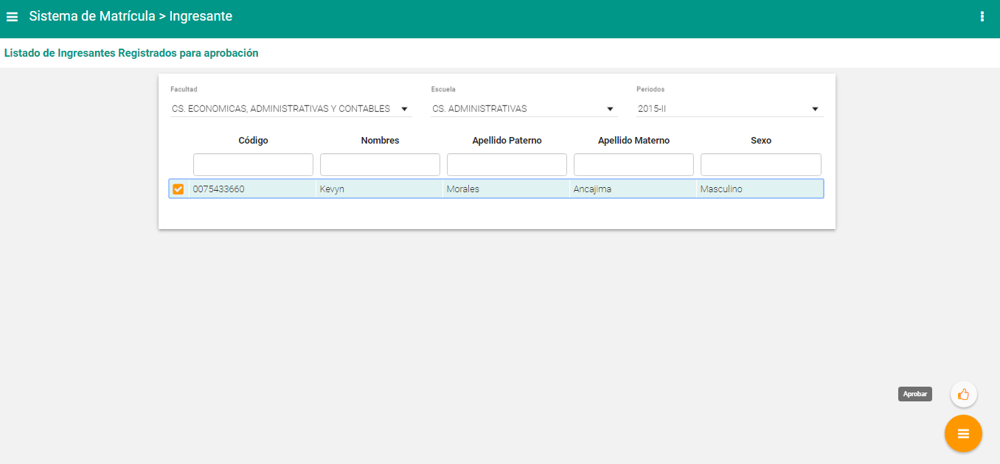 Sistema de Matrícula > Ingresante
Listado de Ingresantes Registrados para aprobación
Facultad Escuela Periodos
CS. ECONOMICAS, ADMINISTRATIVAS Y CONTABLES CS. ADMINISTRATIVAS 2015-II
Código Nombres Apellido Paterno Apellido Materno Sexo
0075433660 Kevyn Morales Ancajima Masculino
Aprobar